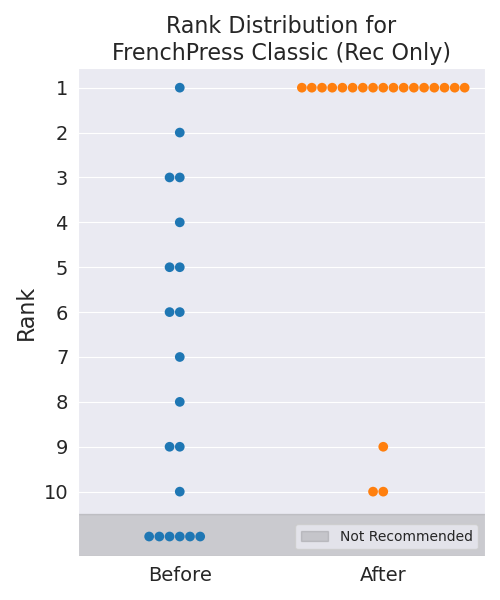 Rank Distribution for
FrenchPress Classic (Rec Only)
Rank
1
2
3
4
5
6
7
8
9
10
Not Recommended
Before
After